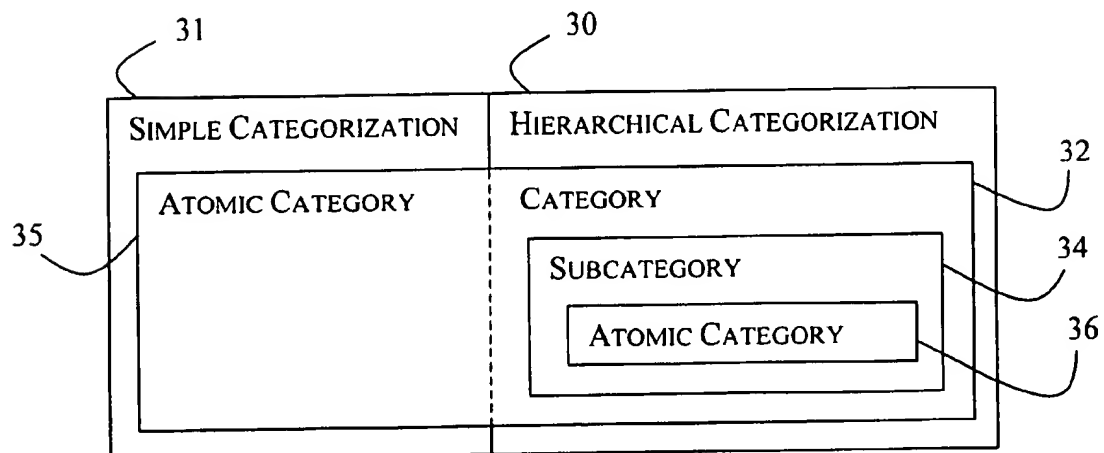 31
30
SIMPLE CATEGORIZATION
HIERARCHICAL CATEGORIZATION
32
ATOMIC CATEGORY
CATEGORY
35
SUBCATEGORY
34
ATOMIC CATEGORY
36